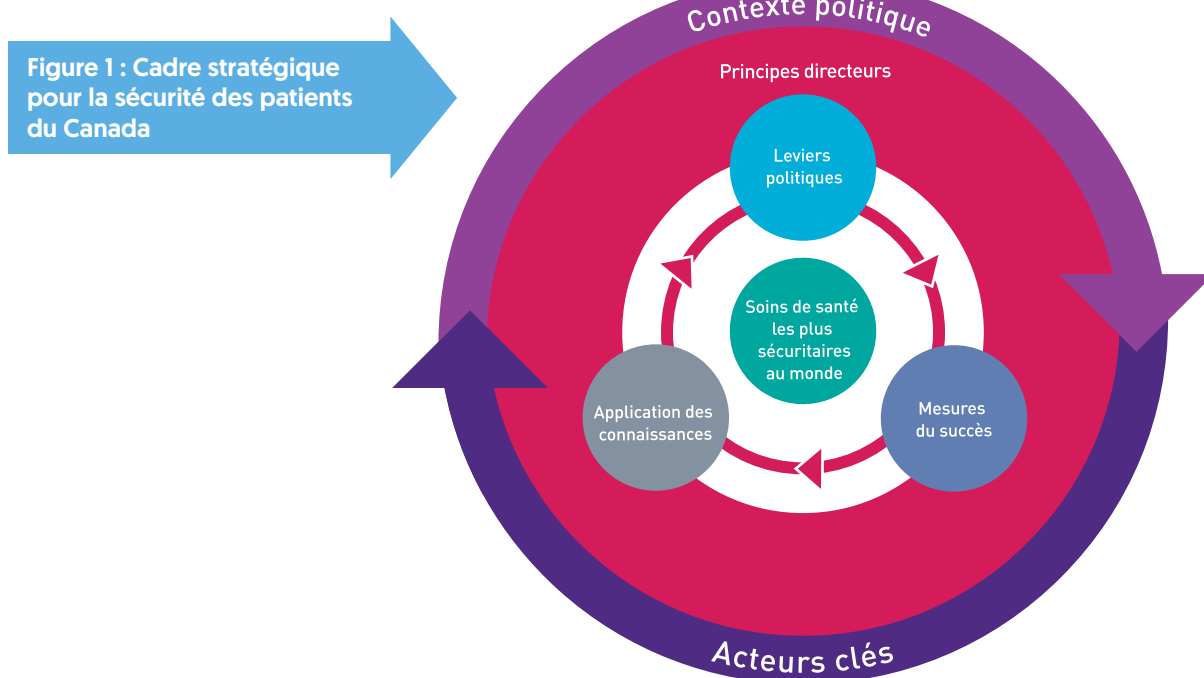 Figure 1 : Cadre stratégique
pour la sécurité des patients
du Canada
Contexte politique
Principes directeurs
Leviers
politiques
Soins de santé
les plus
sécuritaires
au monde
Application des
connaissances
Mesures
du succès
Acteurs clés